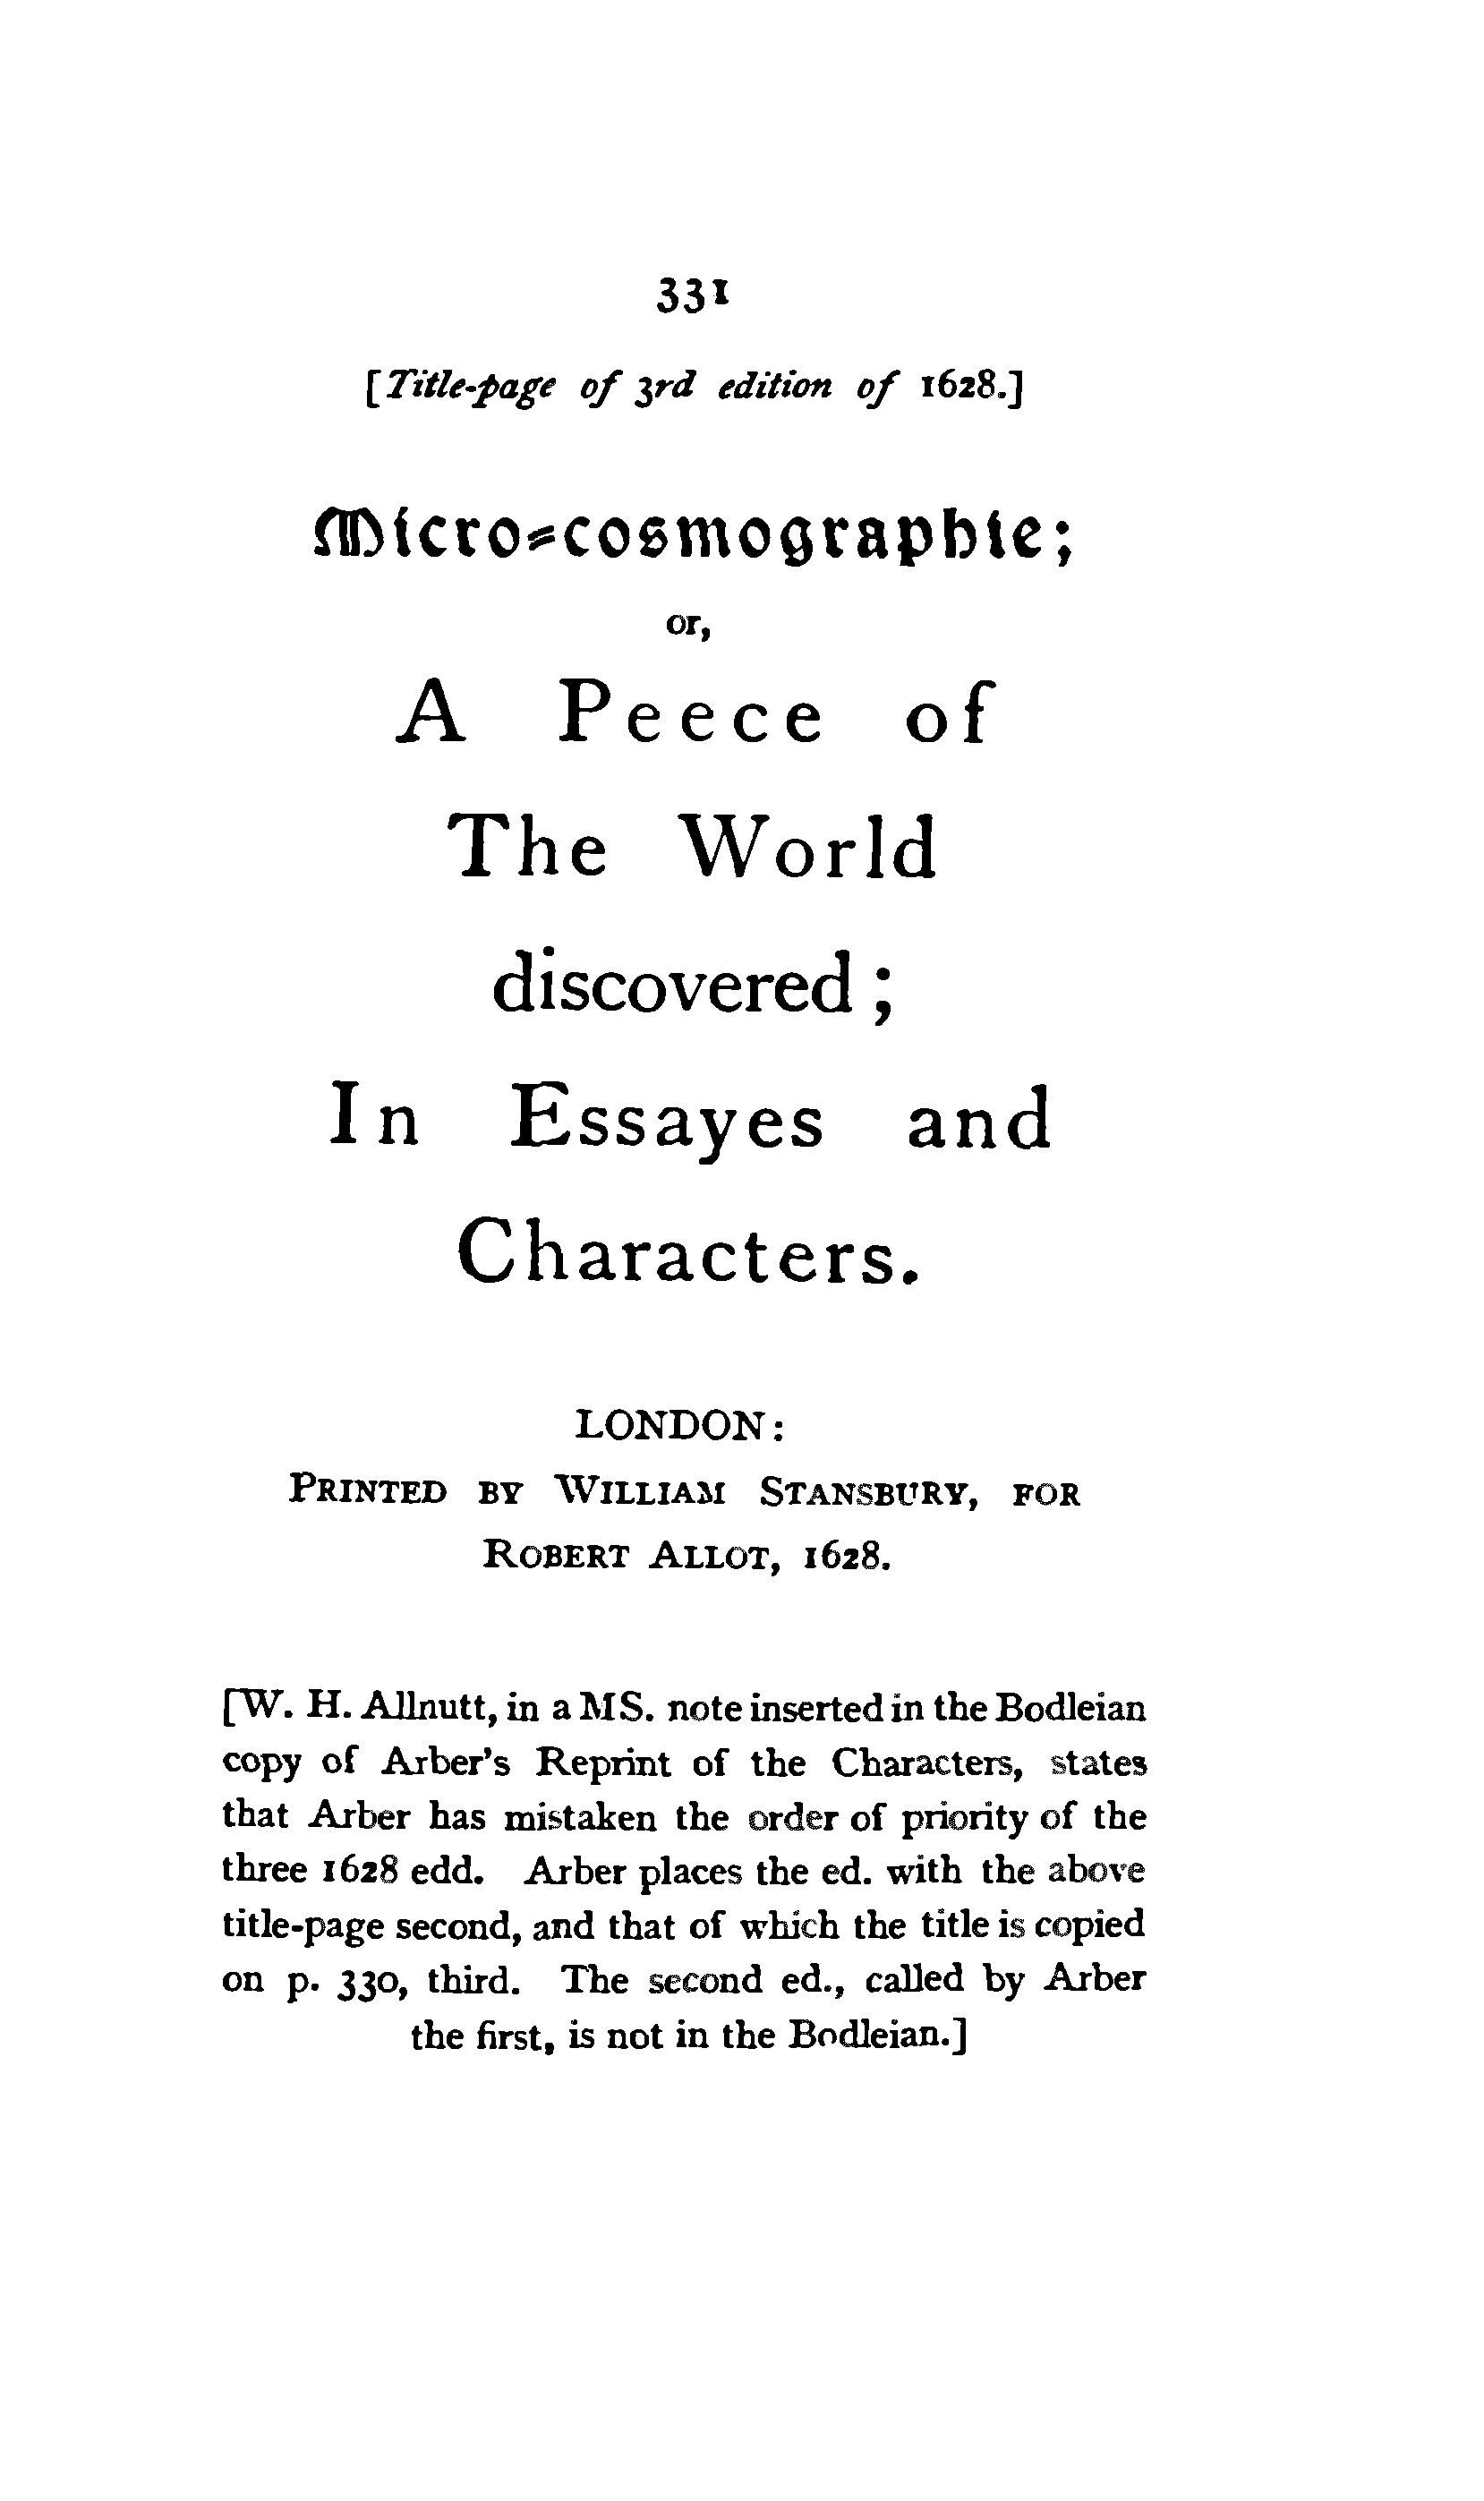 331
[Title-page of 3rd edition of 1628.]
Micro-cosmographie;
or,
A Peece of
The World
discovered;
In Essayes and
Characters.
LONDON:
PRINTED BY WILLIAM STANSBURY, FOR
ROBERT ALLOT, 1628.
[W. H. Allnutt, in a MS. note inserted in the Bodleian
copy of Arber's Reprint of the Characters, states
that Arber has mistaken the order of priority of the
three 1628 edd. Arber places the ed. with the above
title-page second, and that of which the title is copied
on p. 330, third. The second ed., called by Arber
the first, is not in the Bodleian.]